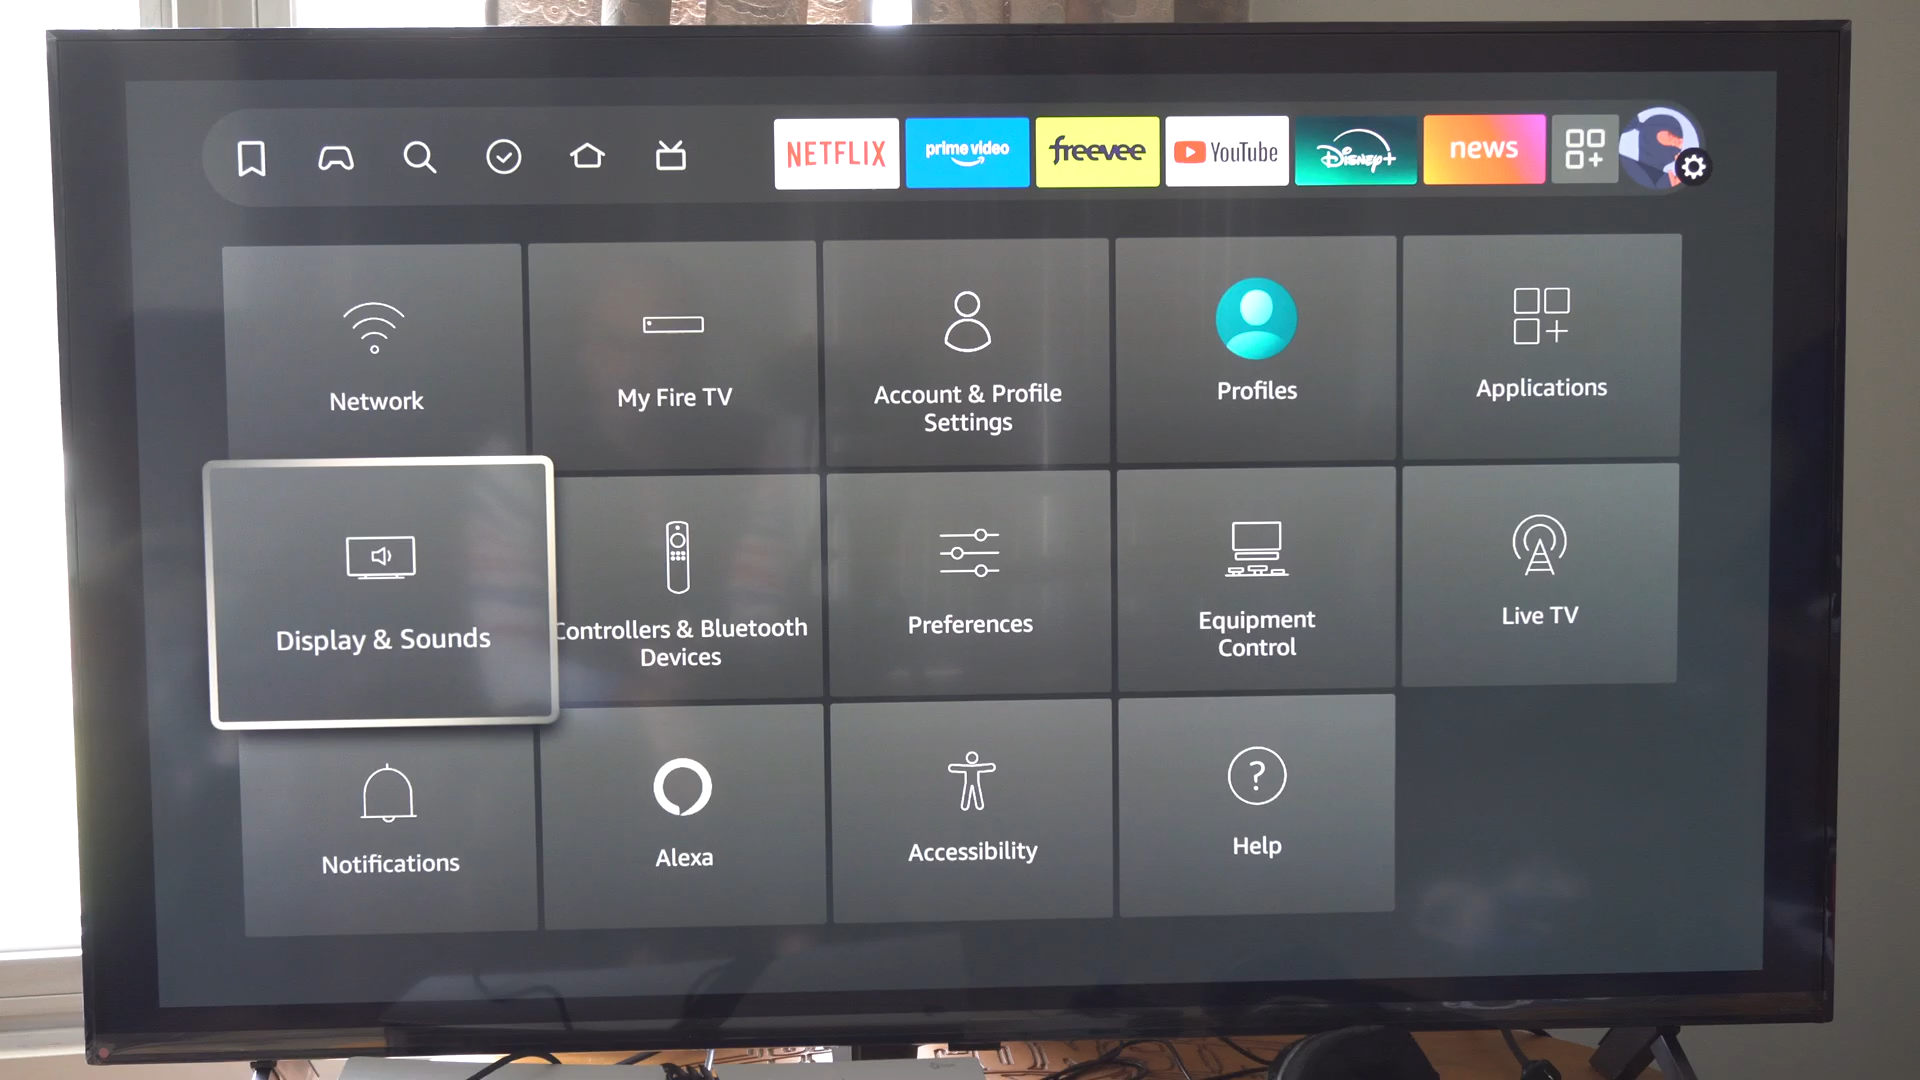 NETFLIX
prime video
freevee
YouTube
Disney+
news
Network
My Fire TV
Account & Profile
Settings
Profiles
Applications
Display & Sounds
Controllers & Bluetooth
Devices
Preferences
Equipment
Control
Live TV
Notifications
Alexa
Accessibility
?
Help